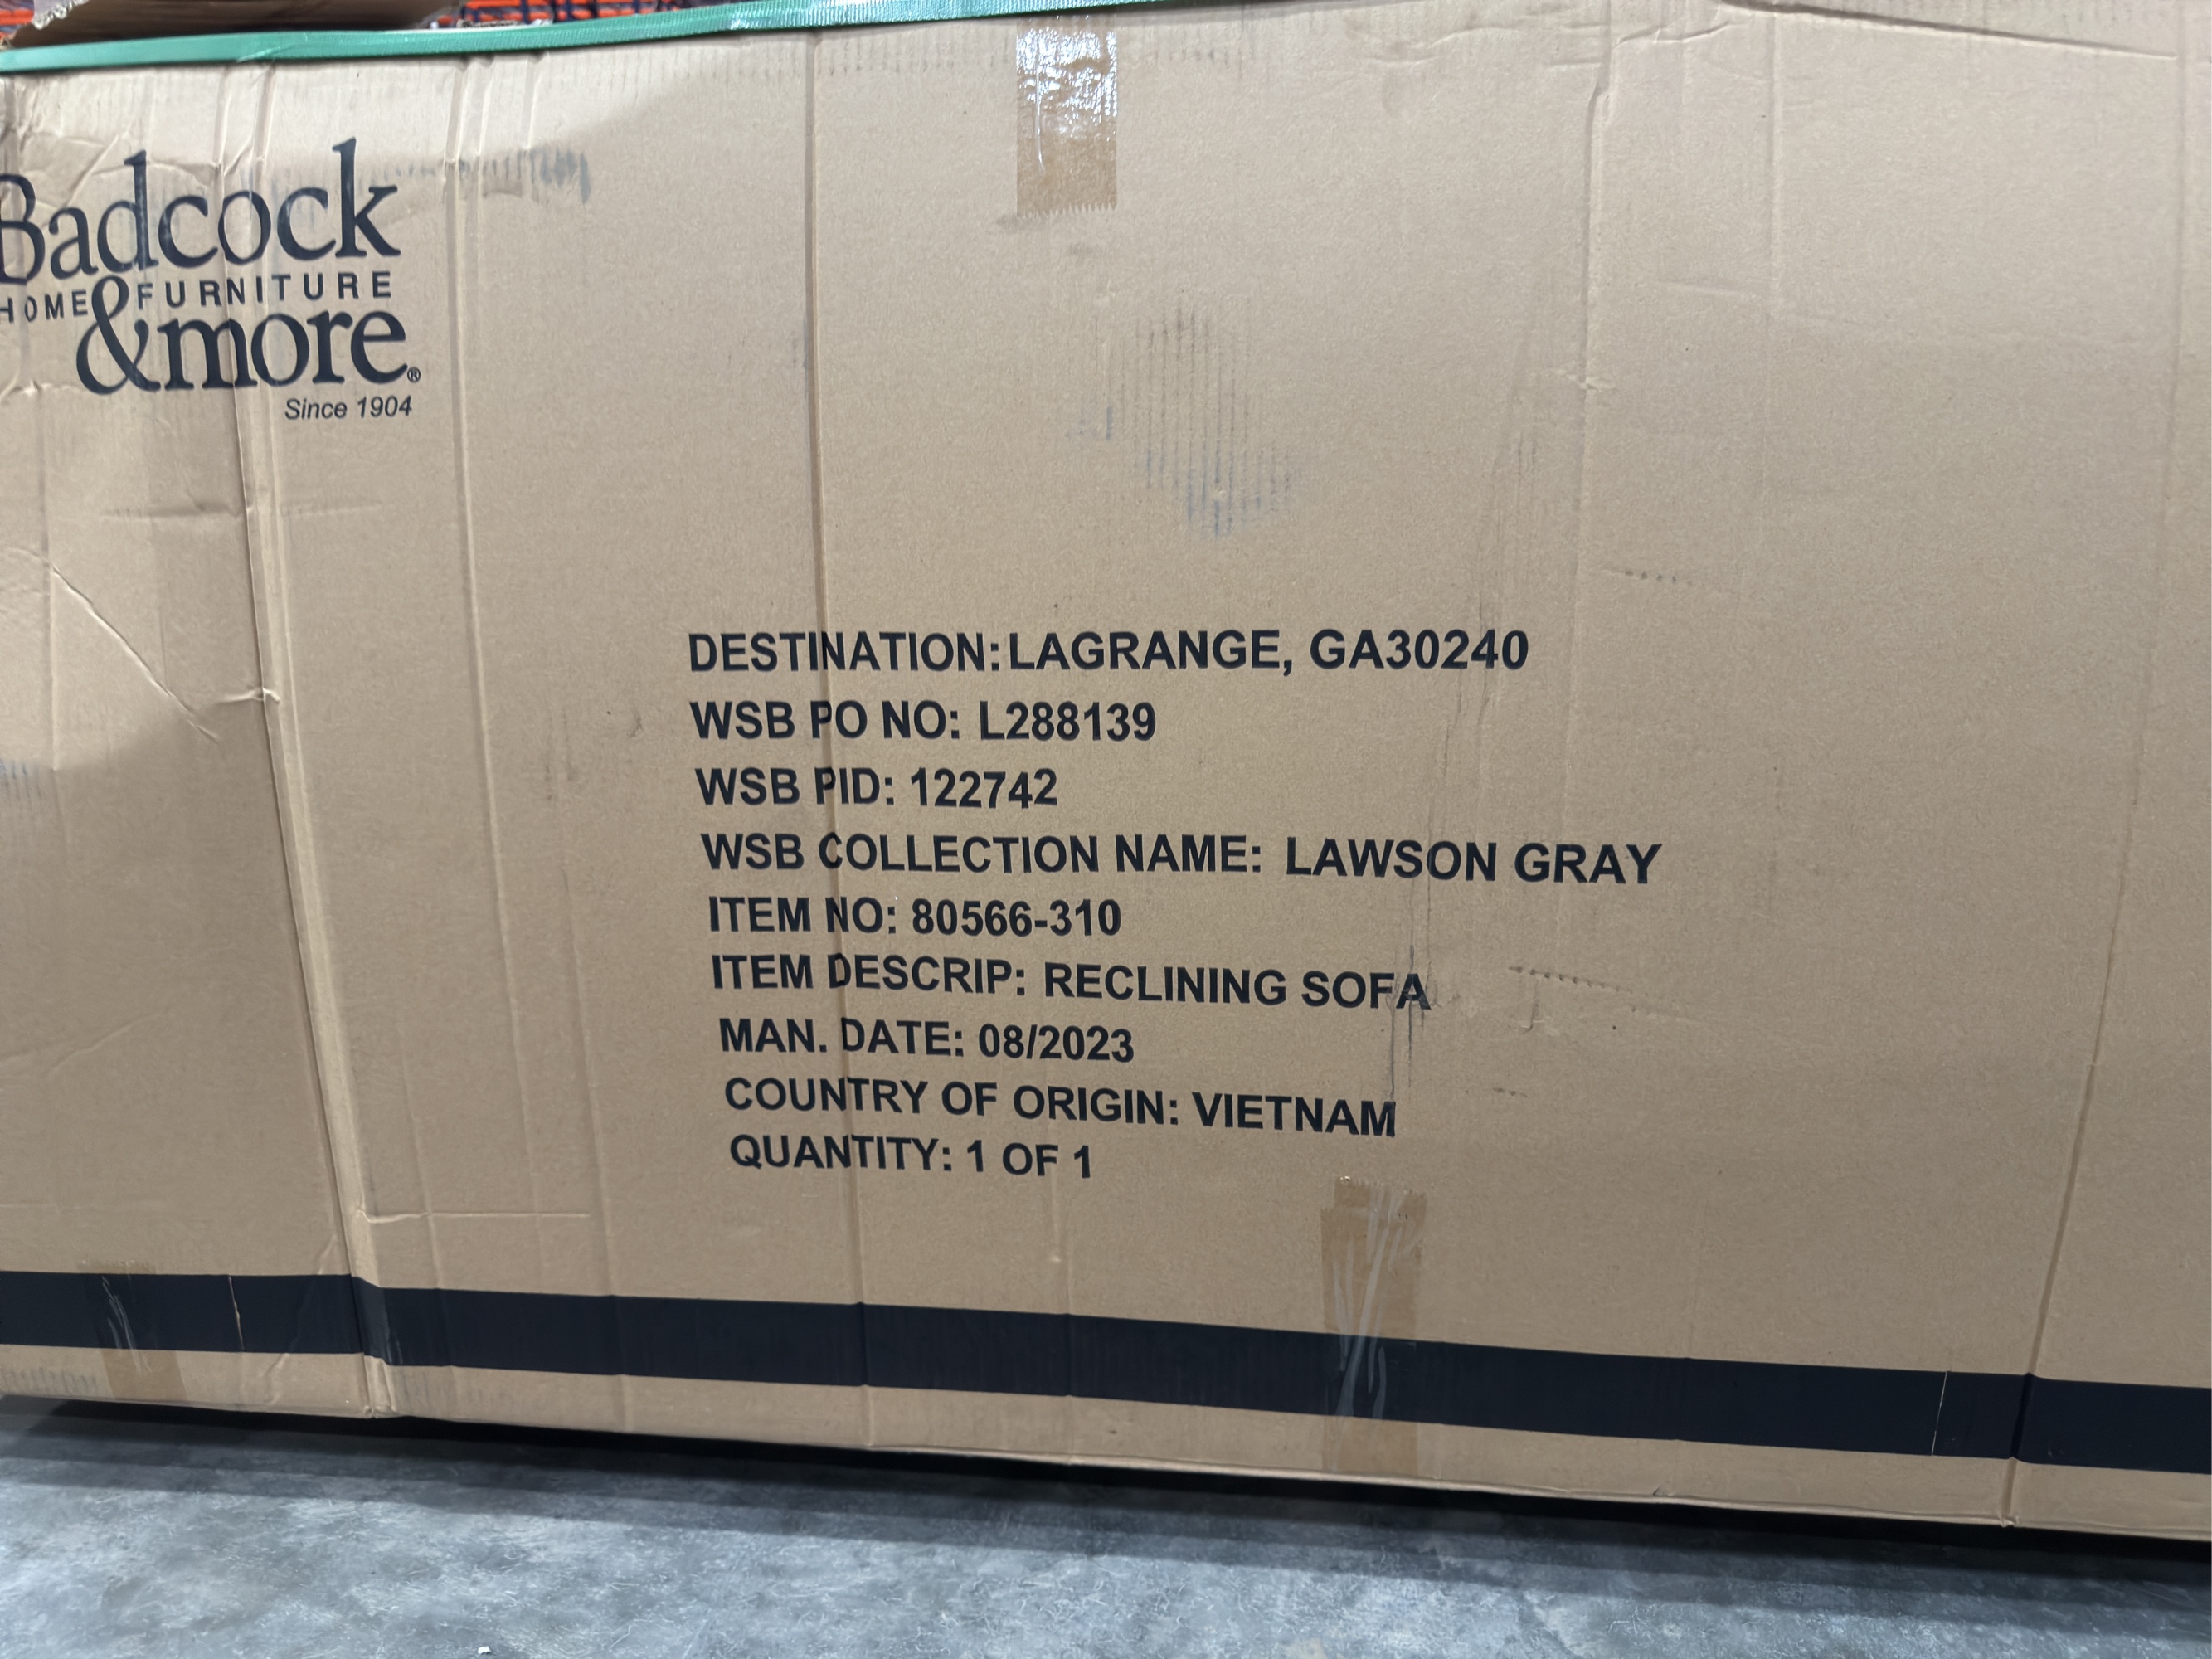 Badcock
HOME FURNITURE
&more®
Since 1904
DESTINATION: LAGRANGE, GA30240
WSB PO NO: L288139
WSB PID: 122742
WSB COLLECTION NAME: LAWSON GRAY
ITEM NO: 80566-310
ITEM DESCRIP: RECLINING SOFA
MAN. DATE: 08/2023
COUNTRY OF ORIGIN: VIETNAM
QUANTITY: 1 OF 1